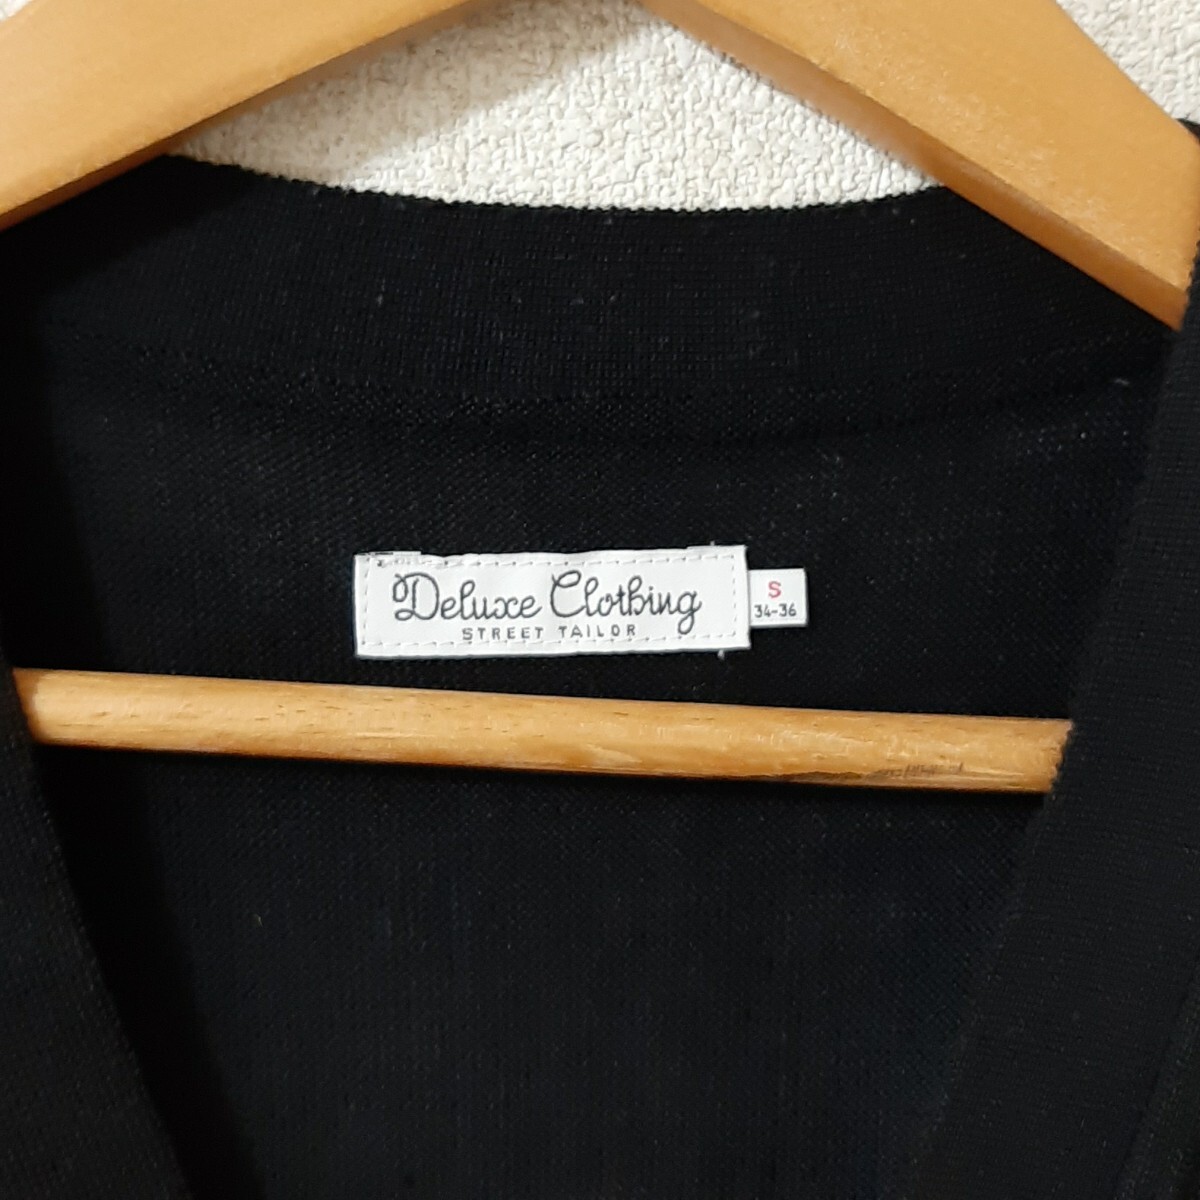 Deluxe Clothing
STREET TAILOR
S
34-36